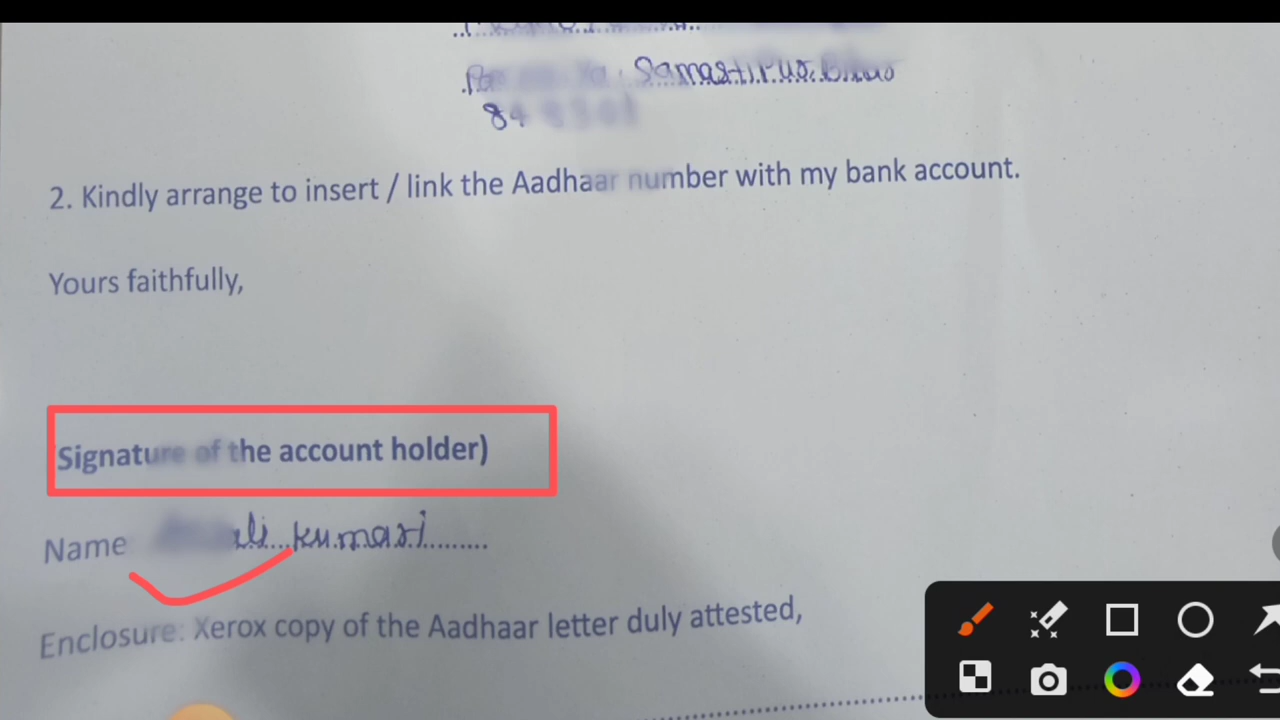 Samastipur, Bihar
84
2. Kindly arrange to insert / link the Aadhaar number with my bank account.
Yours faithfully,
Signature of the account holder)
Name kumari
Enclosure: Xerox copy of the Aadhaar letter duly attested,